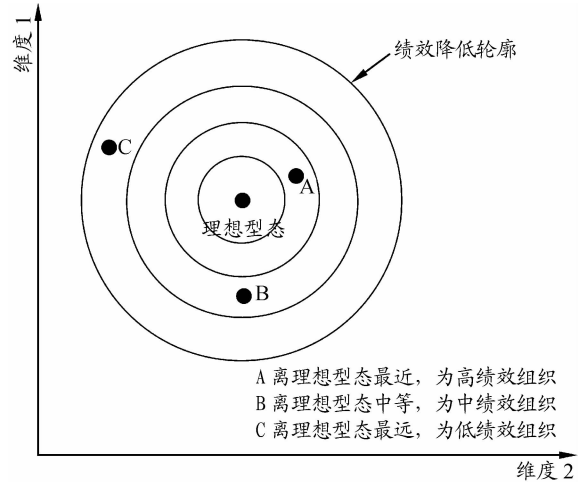 维度 1
绩效降低轮廓
C
A
理想型态
B
A 离理想型态最近，为高绩效组织
B 离理想型态中等，为中绩效组织
C 离理想型态最远，为低绩效组织
维度 2